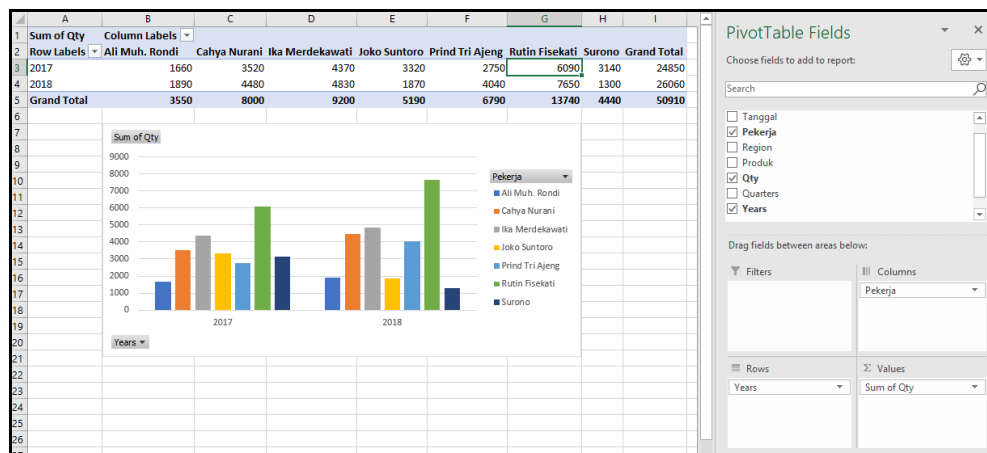 A B C D E F G H I
1 Sum of Qty Column Labels
2 Row Labels Ali Muh. Rondi Cahya Nurani Ika Merdekawati Joko Suntoro Prind Tri Ajeng Rutin Fisekati Surono Grand Total
3 2017 1660 3520 4370 3320 2750 6090 3140 24850
4 2018 1890 4480 4830 1870 4040 7650 1300 26060
5 Grand Total 3550 8000 9200 5190 6790 13740 4440 50910
6
7
8
9
10
11
12
13
14
15
16
17
18
19
20
21
22
23
24
25
26
Sum of Qty
9000
8000
7000
6000
5000
4000
3000
2000
1000
0
2017 2018
Years
Pekerja
Ali Muh. Rondi
Cahya Nurani
Ika Merdekawati
Joko Suntoro
Prind Tri Ajeng
Rutin Fisekati
Surono
PivotTable Fields
Choose fields to add to report:
Search
Tanggal
Pekerja
Region
Produk
Qty
Quarters
Years
Drag fields between areas below:
Filters
Columns
Pekerja
Rows
Years
Σ Values
Sum of Qty